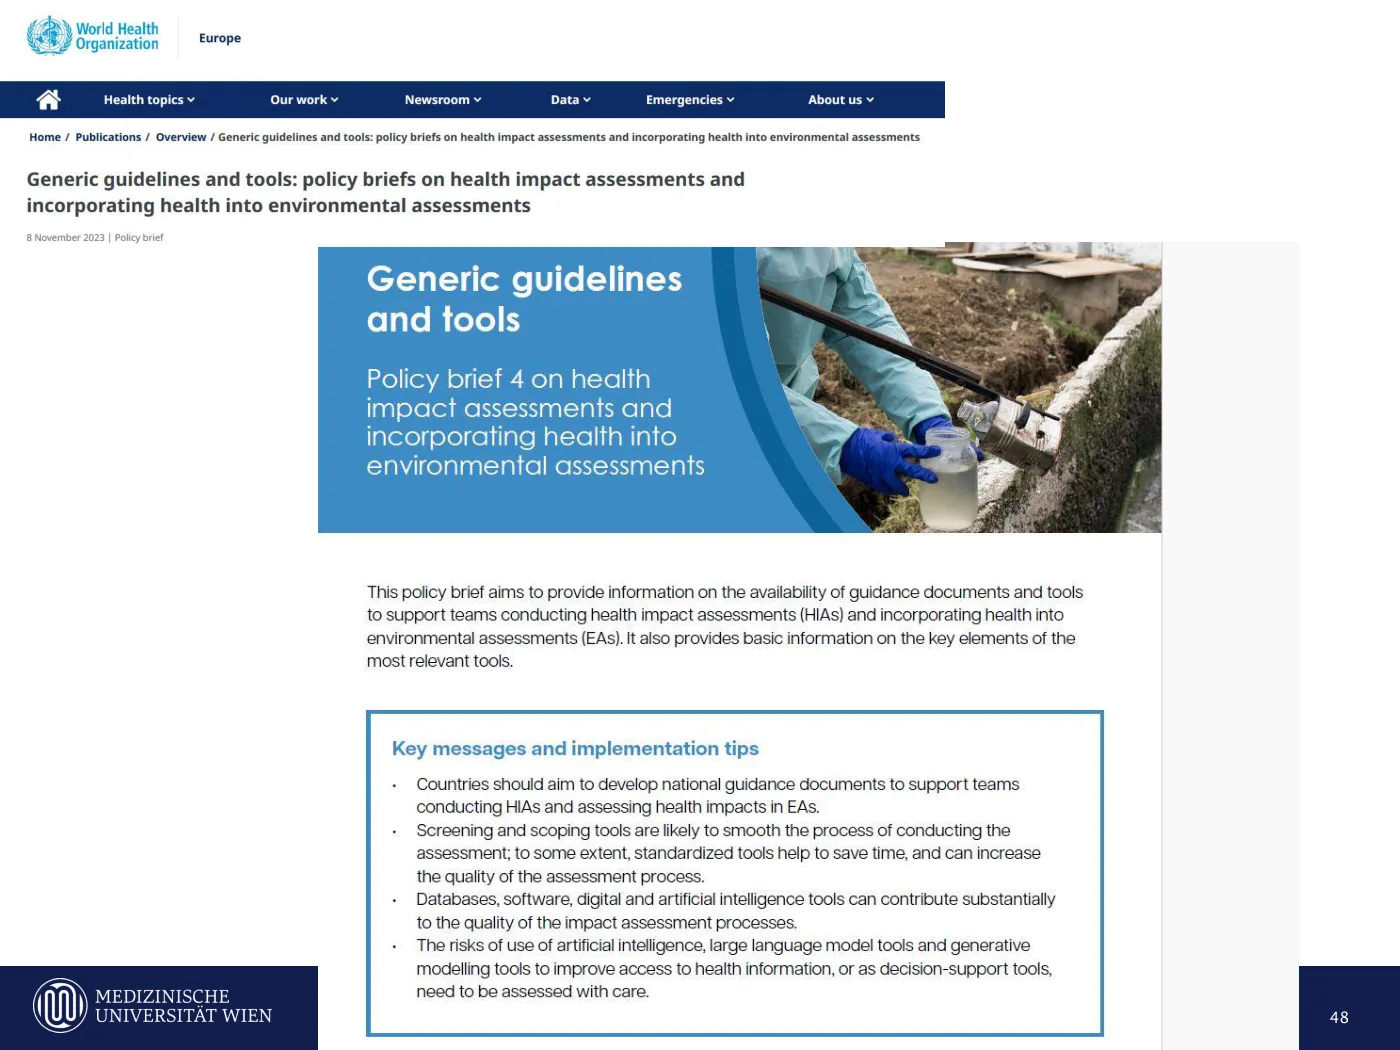 World Health
Organization
Europe
Health topics
Our work
Newsroom
Data
Emergencies
About us
Home / Publications / Overview / Generic guidelines and tools: policy briefs on health impact assessments and incorporating health into environmental assessments
Generic guidelines and tools: policy briefs on health impact assessments and
incorporating health into environmental assessments
8 November 2023 | Policy brief
Generic guidelines
and tools
Policy brief 4 on health
impact assessments and
incorporating health into
environmental assessments
This policy brief aims to provide information on the availability of guidance documents and tools
to support teams conducting health impact assessments (HIAs) and incorporating health into
environmental assessments (EAs). It also provides basic information on the key elements of the
most relevant tools.
Key messages and implementation tips
• Countries should aim to develop national guidance documents to support teams
conducting HIAs and assessing health impacts in EAs.
• Screening and scoping tools are likely to smooth the process of conducting the
assessment; to some extent, standardized tools help to save time, and can increase
the quality of the assessment process.
• Databases, software, digital and artificial intelligence tools can contribute substantially
to the quality of the impact assessment processes.
• The risks of use of artificial intelligence, large language model tools and generative
modelling tools to improve access to health information, or as decision-support tools,
need to be assessed with care.
MEDIZINISCHE
UNIVERSITÄT WIEN
48